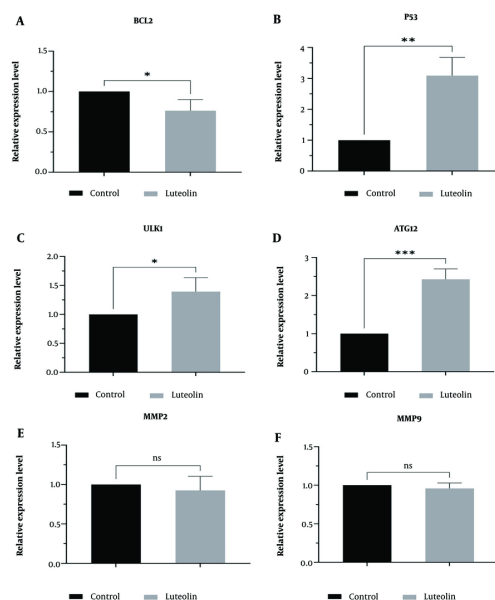 A
BCL2
Relative expression level
1.5
1.0
0.5
0.0
*
Control
Luteolin
B
P53
Relative expression level
4
3
2
1
0
**
Control
Luteolin
C
ULK1
Relative expression level
2.0
1.5
1.0
0.5
0.0
*
Control
Luteolin
D
ATG12
Relative expression level
3
2
1
0
***
Control
Luteolin
E
MMP2
Relative expression level
1.5
1.0
0.5
0.0
ns
Control
Luteolin
F
MMP9
Relative expression level
1.5
1.0
0.5
0.0
ns
Control
Luteolin